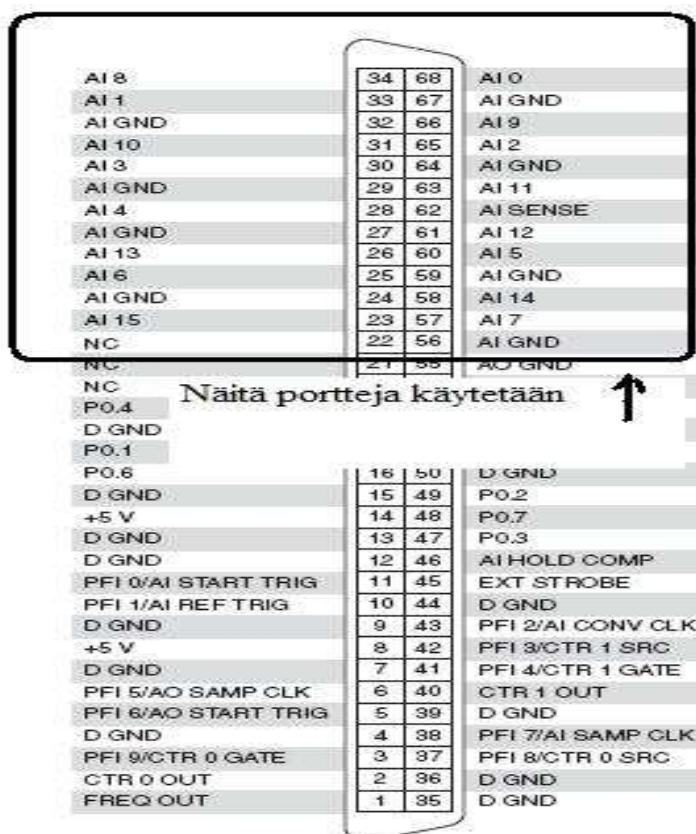 AI 8 34 68 AI 0
AI 1 33 67 AI GND
AI GND 32 66 AI 9
AI 10 31 65 AI 2
AI 3 30 64 AI GND
AI GND 29 63 AI 11
AI 4 28 62 AI SENSE
AI GND 27 61 AI 12
AI 13 26 60 AI 5
AI 6 25 59 AI GND
AI GND 24 58 AI 14
AI 15 23 57 AI 7
NC 22 56 AI GND
NC 21 55 AO GND
NC
Näitä portteja käytetään
P0.4
D GND
P0.1
P0.6 16 50 D GND
D GND 15 49 P0.2
+5 V 14 48 P0.7
D GND 13 47 P0.3
D GND 12 46 AI HOLD COMP
PFI 0/AI START TRIG 11 45 EXT STROBE
PFI 1/AI REF TRIG 10 44 D GND
D GND 9 43 PFI 2/AI CONV CLK
+5 V 8 42 PFI 3/CTR 1 SRC
D GND 7 41 PFI 4/CTR 1 GATE
PFI 5/AO SAMP CLK 6 40 CTR 1 OUT
PFI 6/AO START TRIG 5 39 D GND
D GND 4 38 PFI 7/AI SAMP CLK
PFI 9/CTR 0 GATE 3 37 PFI 8/CTR 0 SRC
CTR 0 OUT 2 36 D GND
FREQ OUT 1 35 D GND